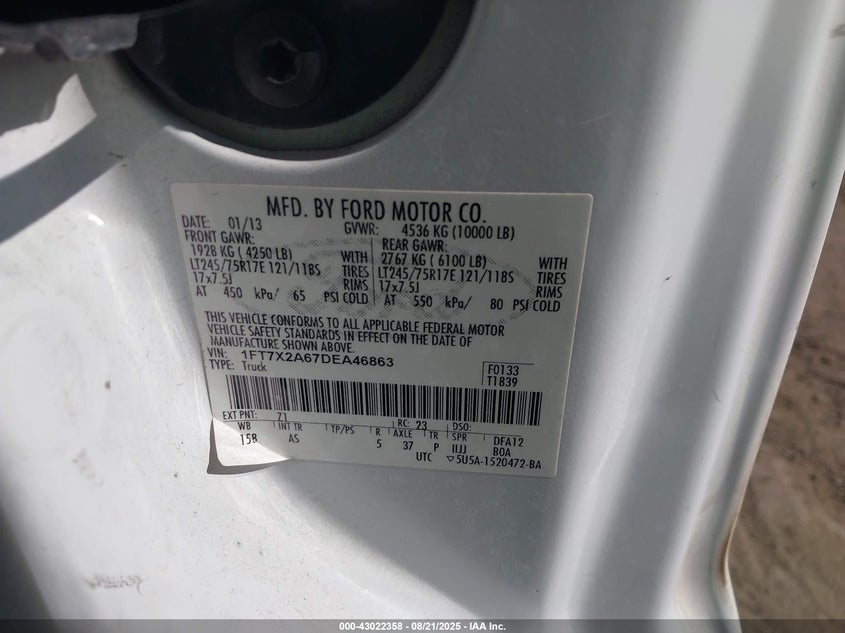 MFD. BY FORD MOTOR CO.
DATE: 01/13 GVWR: 4536 KG (10000 LB)
FRONT GAWR: REAR GAWR:
1928 KG ( 4250 LB) WITH 2767 KG ( 6100 LB) WITH
LT245/75R17E 121/118S TIRES LT245/75R17E 121/118S TIRES
17x7.5J RIMS 17x7.5J RIMS
AT 450 kPa/ 65 PSI COLD AT 550 kPa/ 80 PSI COLD
THIS VEHICLE CONFORMS TO ALL APPLICABLE FEDERAL MOTOR
VEHICLE SAFETY STANDARDS IN EFFECT ON THE DATE OF
MANUFACTURE SHOWN ABOVE.
VIN: 1FT7X2A67DEA46863
TYPE: Truck
F0133
T1839
EXT PNT: Z1 RC: 23 DSO:
WB INT TR TP/PS R AXLE TR SPR DFA12
158 AS 5 37 P IIJJ BOA
UTC ▽5U5A-1520472-BA
000-43022358 - 08/21/2025 - IAA Inc.